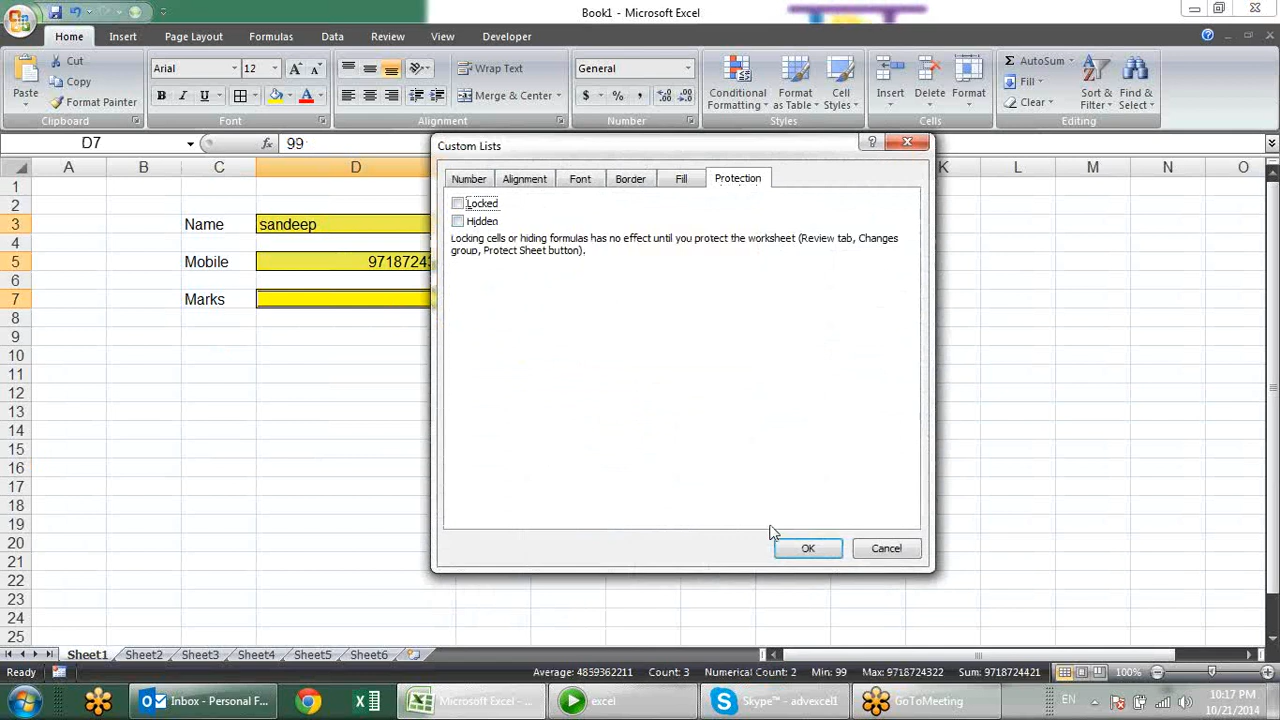 Book1 - Microsoft Excel
Home Insert Page Layout Formulas Data Review View Developer
Paste Cut Copy Format Painter
Arial 12
B I U
Wrap Text
Merge & Center
General
$ % ,
Conditional Formatting Format as Table Cell Styles
Insert Delete Format
AutoSum Fill Clear
Sort & Filter Find & Select
Clipboard Font Alignment Number Styles Cells Editing
D7 fx 99
A B C D K L M N O
1
2
3 Name sandeep
4
5 Mobile 97187243
6
7 Marks
8
9
10
11
12
13
14
15
16
17
18
19
20
21
22
23
24
25
Custom Lists
Number Alignment Font Border Fill Protection
Locked
Hidden
Locking cells or hiding formulas has no effect until you protect the worksheet (Review tab, Changes
group, Protect Sheet button).
OK Cancel
Sheet1 Sheet2 Sheet3 Sheet4 Sheet5 Sheet6
Ready Average: 4859362211 Count: 3 Numerical Count: 2 Min: 99 Max: 9718724322 Sum: 9718724421 100%
Inbox - Personal F... Microsoft Excel - ... excel Skype™ - advexcel1 GoToMeeting EN 10:17 PM
10/21/2014